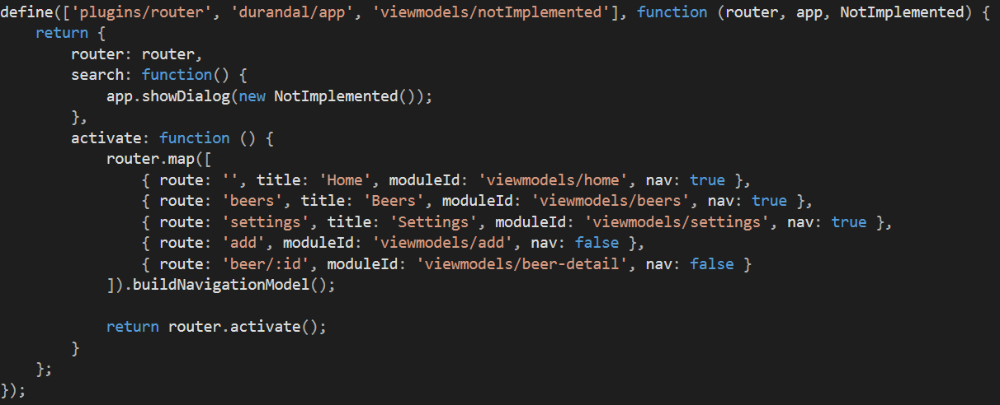 define(['plugins/router', 'durandal/app', 'viewmodels/notImplemented'], function (router, app, NotImplemented) {
    return {
        router: router,
        search: function() {
            app.showDialog(new NotImplemented());
        },
        activate: function () {
            router.map([
                { route: '', title: 'Home', moduleId: 'viewmodels/home', nav: true },
                { route: 'beers', title: 'Beers', moduleId: 'viewmodels/beers', nav: true },
                { route: 'settings', title: 'Settings', moduleId: 'viewmodels/settings', nav: true },
                { route: 'add', moduleId: 'viewmodels/add', nav: false },
                { route: 'beer/:id', moduleId: 'viewmodels/beer-detail', nav: false }
            ]).buildNavigationModel();

            return router.activate();
        }
    };
});